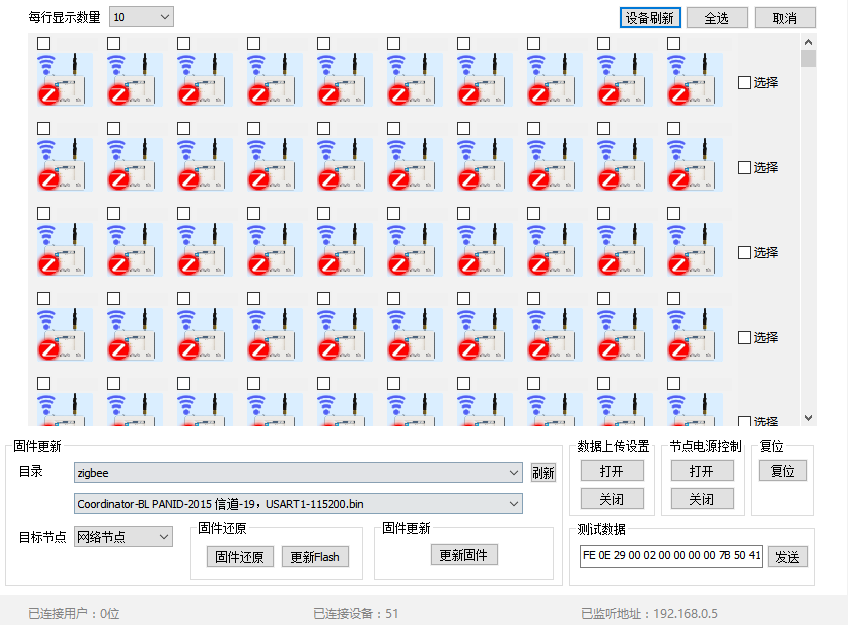 每行显示数量 10 设备刷新 全选 取消
选择
选择
选择
选择
选择
固件更新 数据上传设置 节点电源控制 复位
目录 zigbee 刷新 打开 打开 复位
Coordinator-BL PANID-2015 信道-19，USART1-115200.bin 关闭 关闭
目标节点 网络节点 固件还原 固件更新 测试数据
固件还原 更新Flash 更新固件 FE 0E 29 00 02 00 00 00 00 7B 50 41 发送
已连接用户：0位 已连接设备：51 已监听地址：192.168.0.5